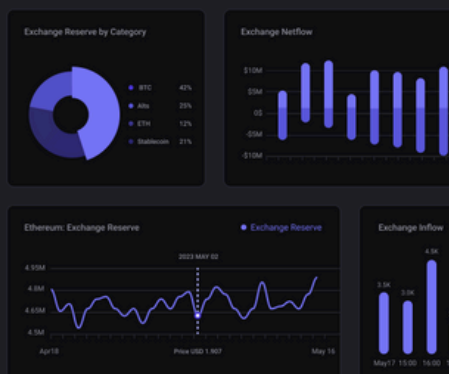 Exchange Reserve by Category
BTC 42%
Alts 25%
ETH 12%
Stablecoin 21%
Exchange Netflow
$10M
$5M
0$
-$5M
-$10M
Ethereum: Exchange Reserve
Exchange Reserve
2023 MAY 02
4.95M
4.8M
4.65M
4.5M
Apr18
Price USD 1.907
May 16
Exchange Inflow
4.5K
3.5K
3.0K
May17 15:00 16:00